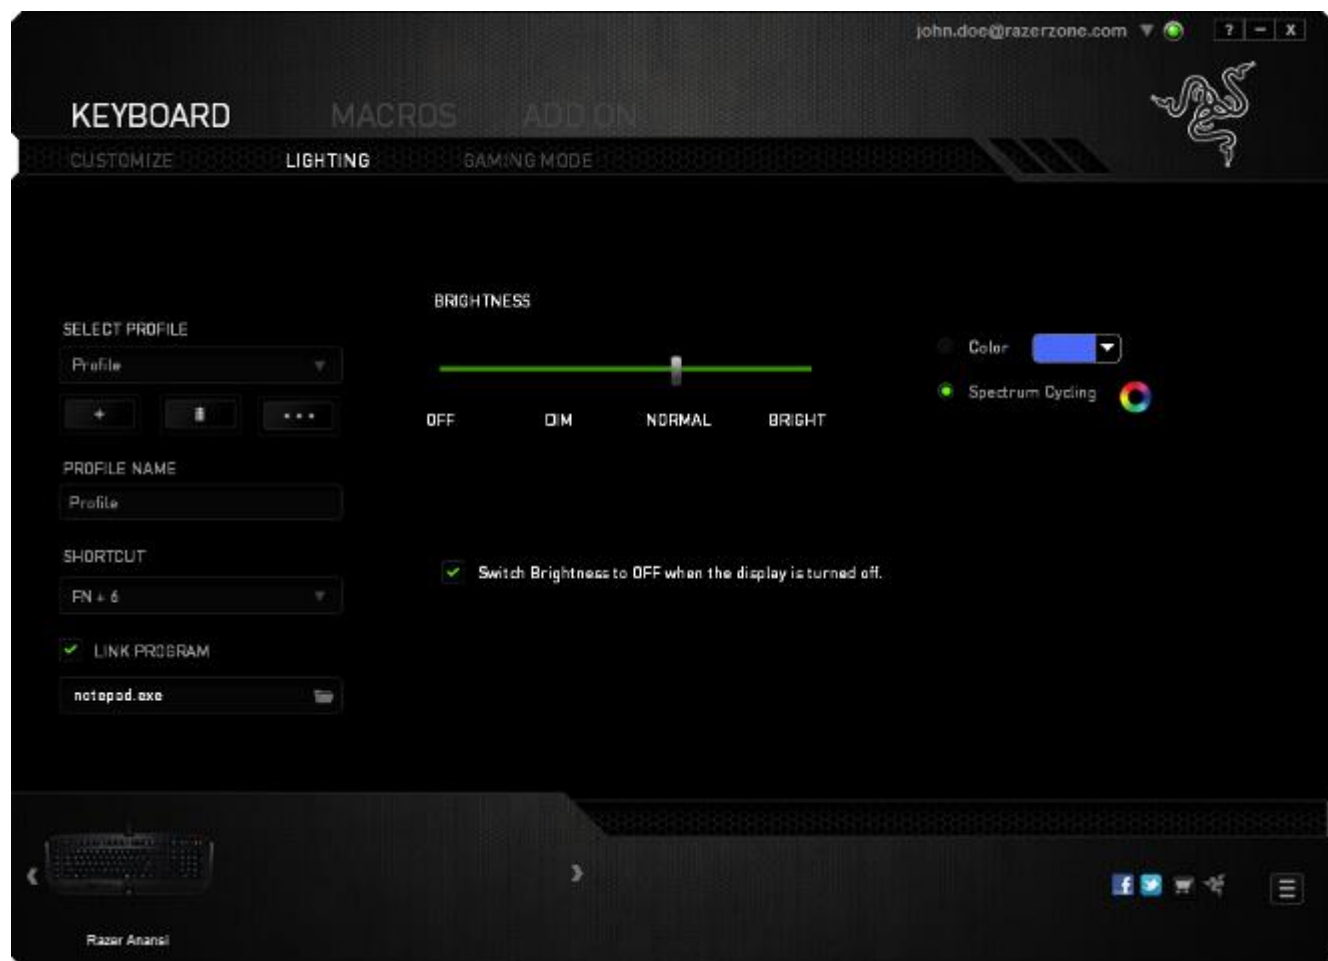 john.doe@razerzone.com ? - X
KEYBOARD MACROS ADD ON
CUSTOMIZE LIGHTING GAMING MODE
BRIGHTNESS
SELECT PROFILE
Profile
Color
Spectrum Cycling
+ ...
OFF DIM NORMAL BRIGHT
PROFILE NAME
Profile
SHORTCUT
Switch Brightness to OFF when the display is turned off.
FN + 6
LINK PROGRAM
notepad.exe
Razer Anansi